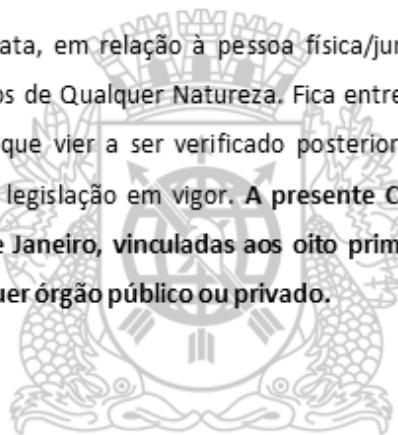 ata, em relação à pessoa física/jur
os de Qualquer Natureza. Fica entre
que vier a ser verificado posterior
legislação em vigor. A presente C
e Janeiro, vinculadas aos oito prim
uer órgão público ou privado.